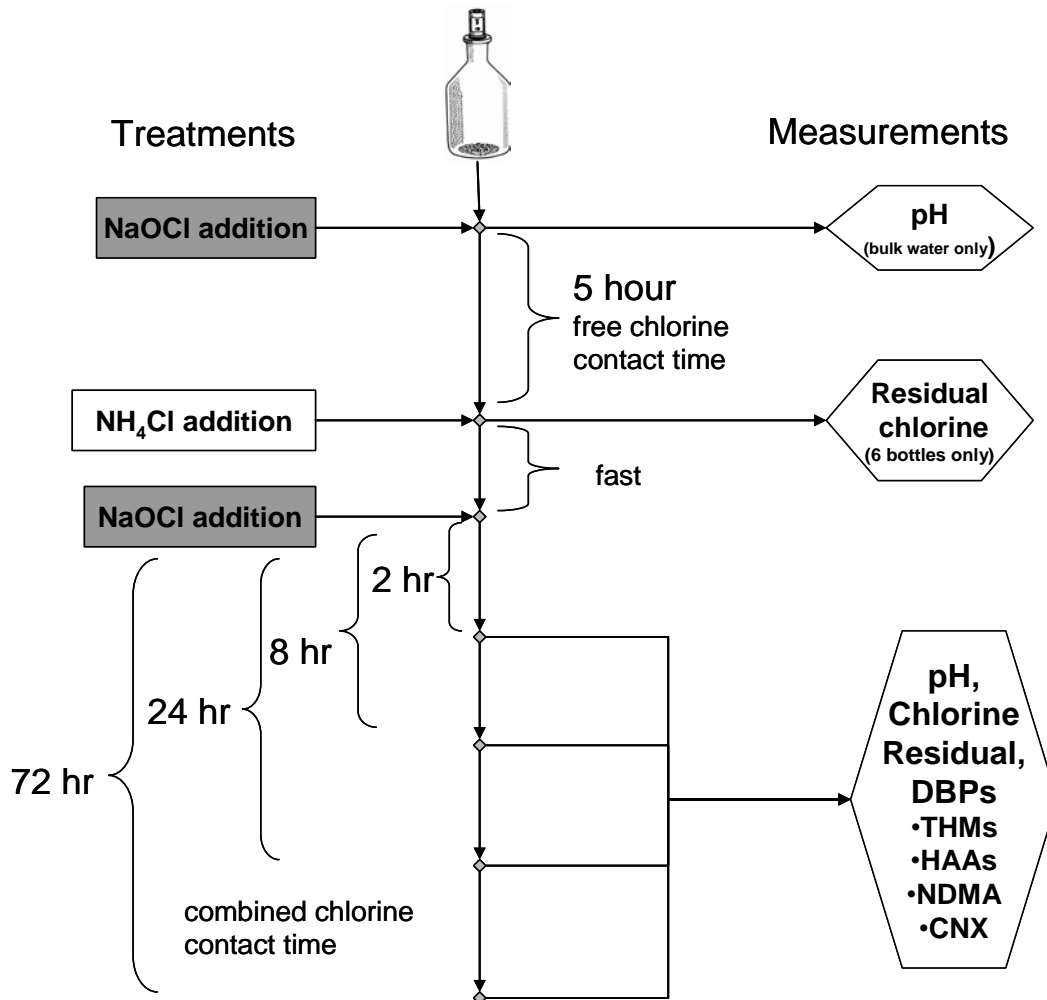 Treatments
Measurements
NaOCl addition
pH
(bulk water only)
5 hour
free chlorine
contact time
NH₄Cl addition
Residual
chlorine
(6 bottles only)
fast
NaOCl addition
2 hr
8 hr
24 hr
72 hr
combined chlorine
contact time
pH,
Chlorine
Residual,
DBPs
•THMs
•HAAs
•NDMA
•CNX